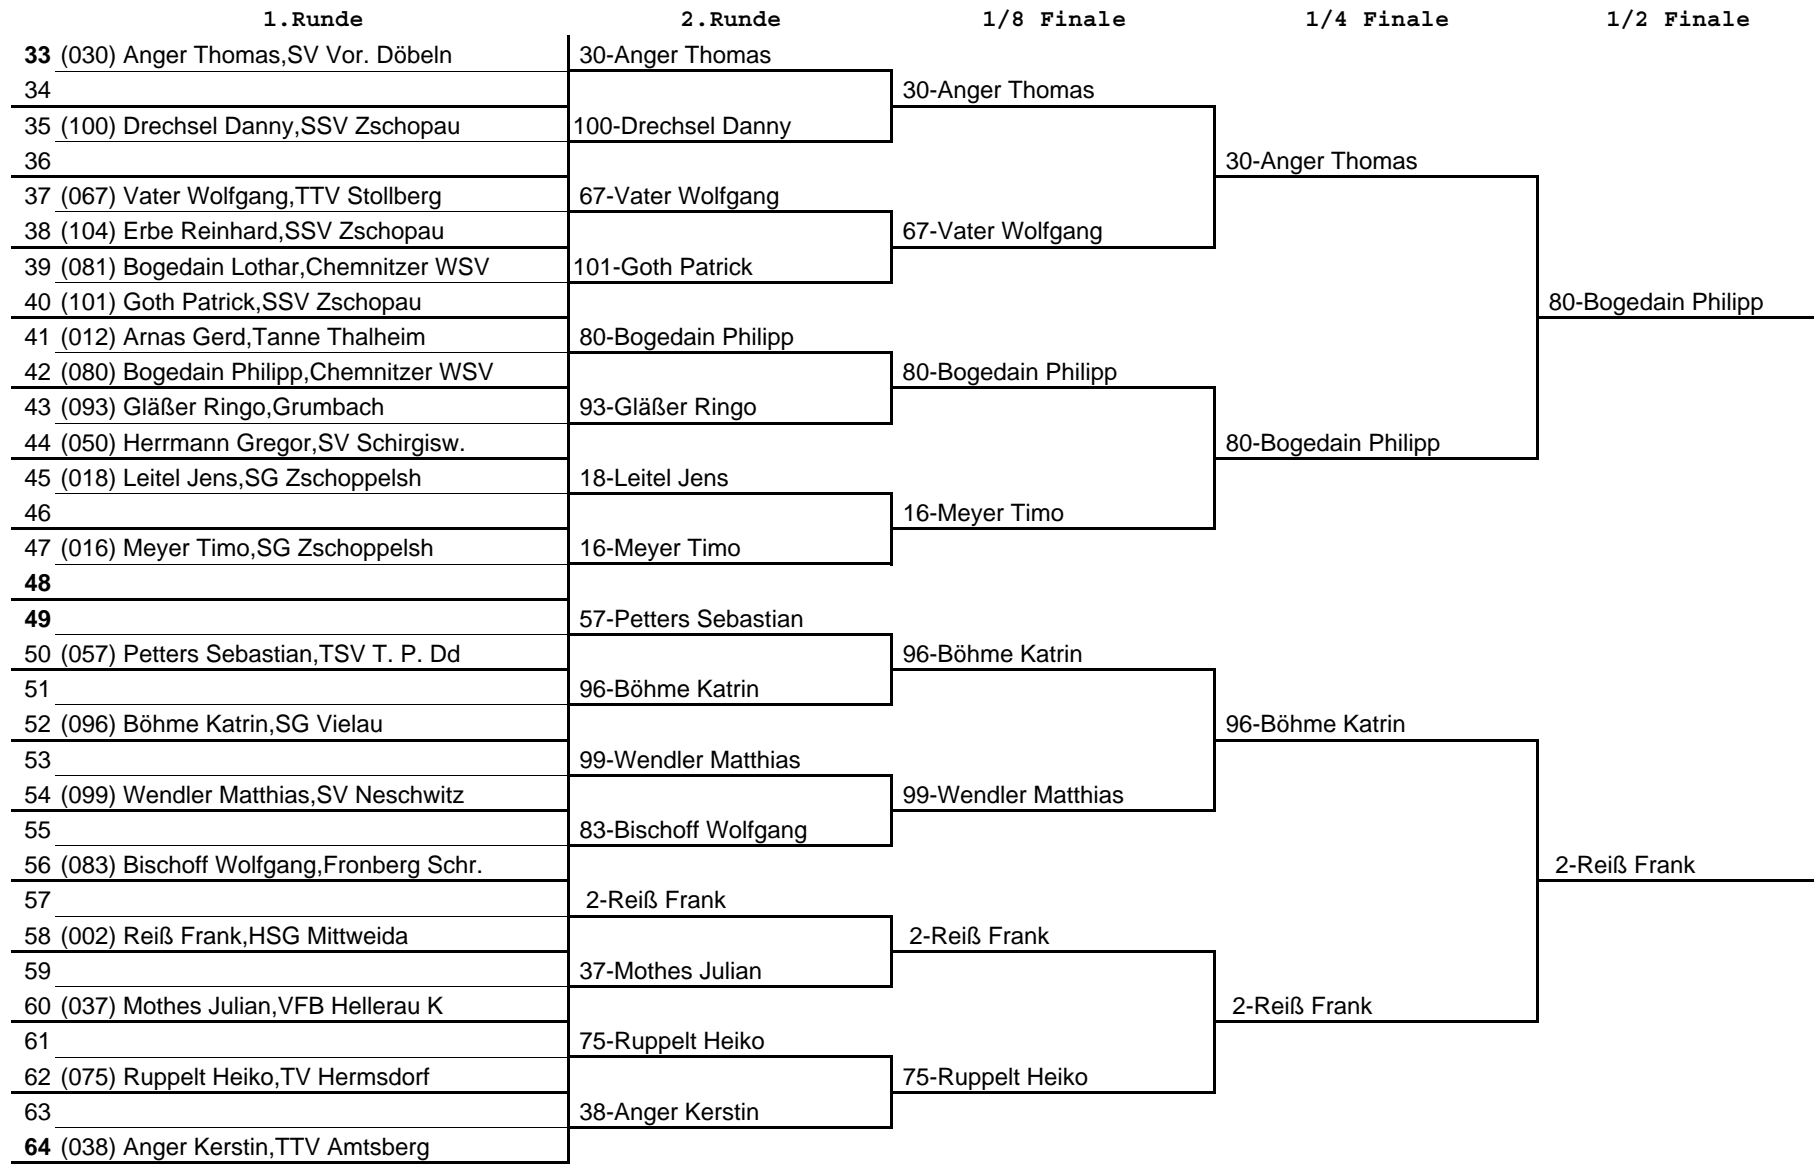 1.Runde 2.Runde 1/8 Finale 1/4 Finale 1/2 Finale
33 (030) Anger Thomas,SV Vor. Döbeln 30-Anger Thomas
34 30-Anger Thomas
35 (100) Drechsel Danny,SSV Zschopau 100-Drechsel Danny
36 30-Anger Thomas
37 (067) Vater Wolfgang,TTV Stollberg 67-Vater Wolfgang
38 (104) Erbe Reinhard,SSV Zschopau 67-Vater Wolfgang
39 (081) Bogedain Lothar,Chemnitzer WSV 101-Goth Patrick
40 (101) Goth Patrick,SSV Zschopau 80-Bogedain Philipp
41 (012) Arnas Gerd,Tanne Thalheim 80-Bogedain Philipp
42 (080) Bogedain Philipp,Chemnitzer WSV 80-Bogedain Philipp
43 (093) Gläßer Ringo,Grumbach 93-Gläßer Ringo
44 (050) Herrmann Gregor,SV Schirgisw. 80-Bogedain Philipp
45 (018) Leitel Jens,SG Zschoppelsh 18-Leitel Jens
46 16-Meyer Timo
47 (016) Meyer Timo,SG Zschoppelsh 16-Meyer Timo
48
49 57-Petters Sebastian
50 (057) Petters Sebastian,TSV T. P. Dd 96-Böhme Katrin
51 96-Böhme Katrin
52 (096) Böhme Katrin,SG Vielau 96-Böhme Katrin
53 99-Wendler Matthias
54 (099) Wendler Matthias,SV Neschwitz 99-Wendler Matthias
55 83-Bischoff Wolfgang
56 (083) Bischoff Wolfgang,Fronberg Schr. 2-Reiß Frank
57 2-Reiß Frank
58 (002) Reiß Frank,HSG Mittweida 2-Reiß Frank
59 37-Mothes Julian
60 (037) Mothes Julian,VFB Hellerau K 2-Reiß Frank
61 75-Ruppelt Heiko
62 (075) Ruppelt Heiko,TV Hermsdorf 75-Ruppelt Heiko
63 38-Anger Kerstin
64 (038) Anger Kerstin,TTV Amtsberg